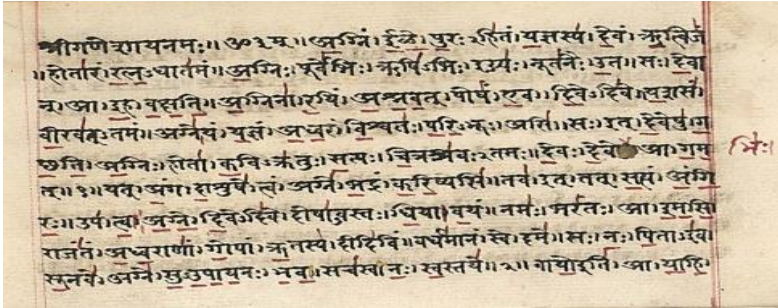 श्रीगणेशायनमः॥ ॐ३म्॥ अग्निं। ईळे। पुरःऽहितं। यज्ञस्य। देवं। ऋत्विजं
॥होतारं। रत्नऽधातमं॥ अग्निः। पूर्वेभिः। ऋषिऽभिः। ईड्यः। नूतनैः। उत॥ सः। देवा
न्। आ। इह। वक्षति॥ अग्निना। रयिं। अश्नवत्। पोषं। एव। दिवेऽदिवे॥ यशसं
वीरवत्ऽतमं॥ अग्ने। यं। यज्ञं। अध्वरं। विश्वतः। परिऽभूः। असि॥ सः। इत्। देवेषु। ग
च्छति। अग्निः। होता। कविऽक्रतुः। सत्यः। चित्रश्रवःऽतमः॥ देवः। देवे आ। गम
भिः।
त्॥१॥ यत्। अंग। दाशुषे। त्वं। अग्ने। भद्रं। करिष्यसि॥ तव। इत्। तत्। सत्यं। अंगि
रः॥ उप। त्वा। अग्ने। दिवेऽदिवे। दोषाऽवस्तः। धिया। वयं॥ नमः। भरंतः। आ। इमसि
राजंतं। अध्वराणां। गोपां। ऋतस्य। दीदिविं॥ वर्धमानं। स्वे। दमे॥ सः। नः। पिताऽइव
सूनवे। अग्ने। सुऽउपायनः। भव॥ सचस्व। नः। स्वस्तये॥२॥ वायो इति। आ। याहि।